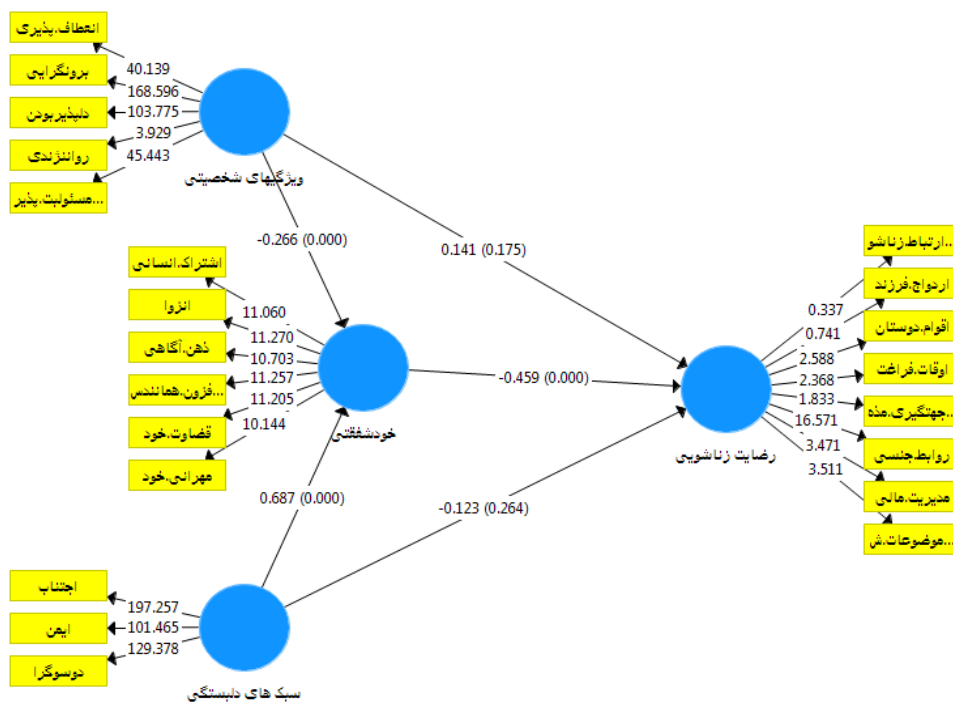 انعطاف.پذیری
برونگرایی
دلپذیربودن
روانژندی
مسئولیت.پذیر...
40.139
168.596
103.775
3.929
45.443
ویژگیهای شخصیتی
-0.266 (0.000)
0.141 (0.175)
اشتراک.انسانی
انزوا
ذهن.آگاهی
فزون.همانندس...
قضاوت.خود
مهرانی.خود
11.060
11.270
10.703
11.257
11.205
10.144
خودشفقتی
-0.459 (0.000)
0.687 (0.000)
-0.123 (0.264)
ارتباط.زناشو...
اردواج.فرزند
اقوام.دوستان
اوقات.فراغت
جهتگیری.مذه...
روابط.جنسی
مدیریت.مالی
موضوعات.ش...
0.337
0.741
2.588
2.368
1.833
16.571
3.471
3.511
رضایت زناشویی
اجتناب
ایمن
دوسوگرا
197.257
101.465
129.378
سبک های دلبستگی